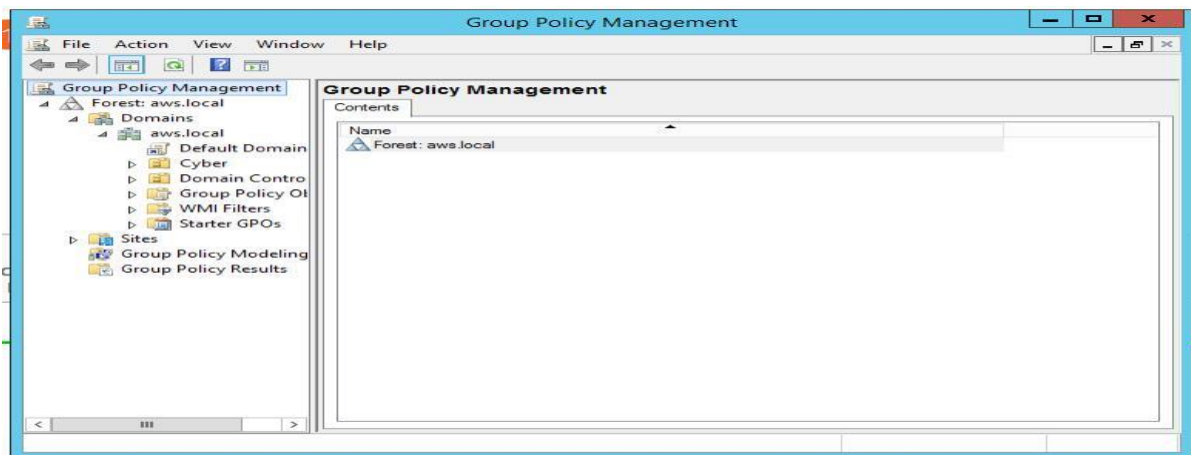 Group Policy Management
File Action View Window Help
Group Policy Management
Forest: aws.local
Domains
aws.local
Default Domain
Cyber
Domain Contro
Group Policy Ob
WMI Filters
Starter GPOs
Sites
Group Policy Modeling
Group Policy Results
Group Policy Management
Contents
Name
Forest: aws.local